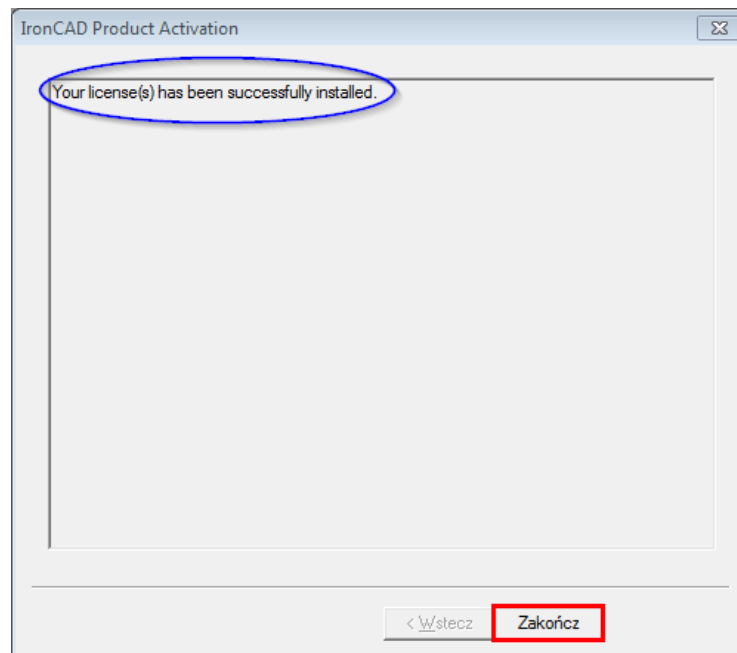 IronCAD Product Activation
Your license(s) has been successfully installed.
< Wstecz
Zakończ